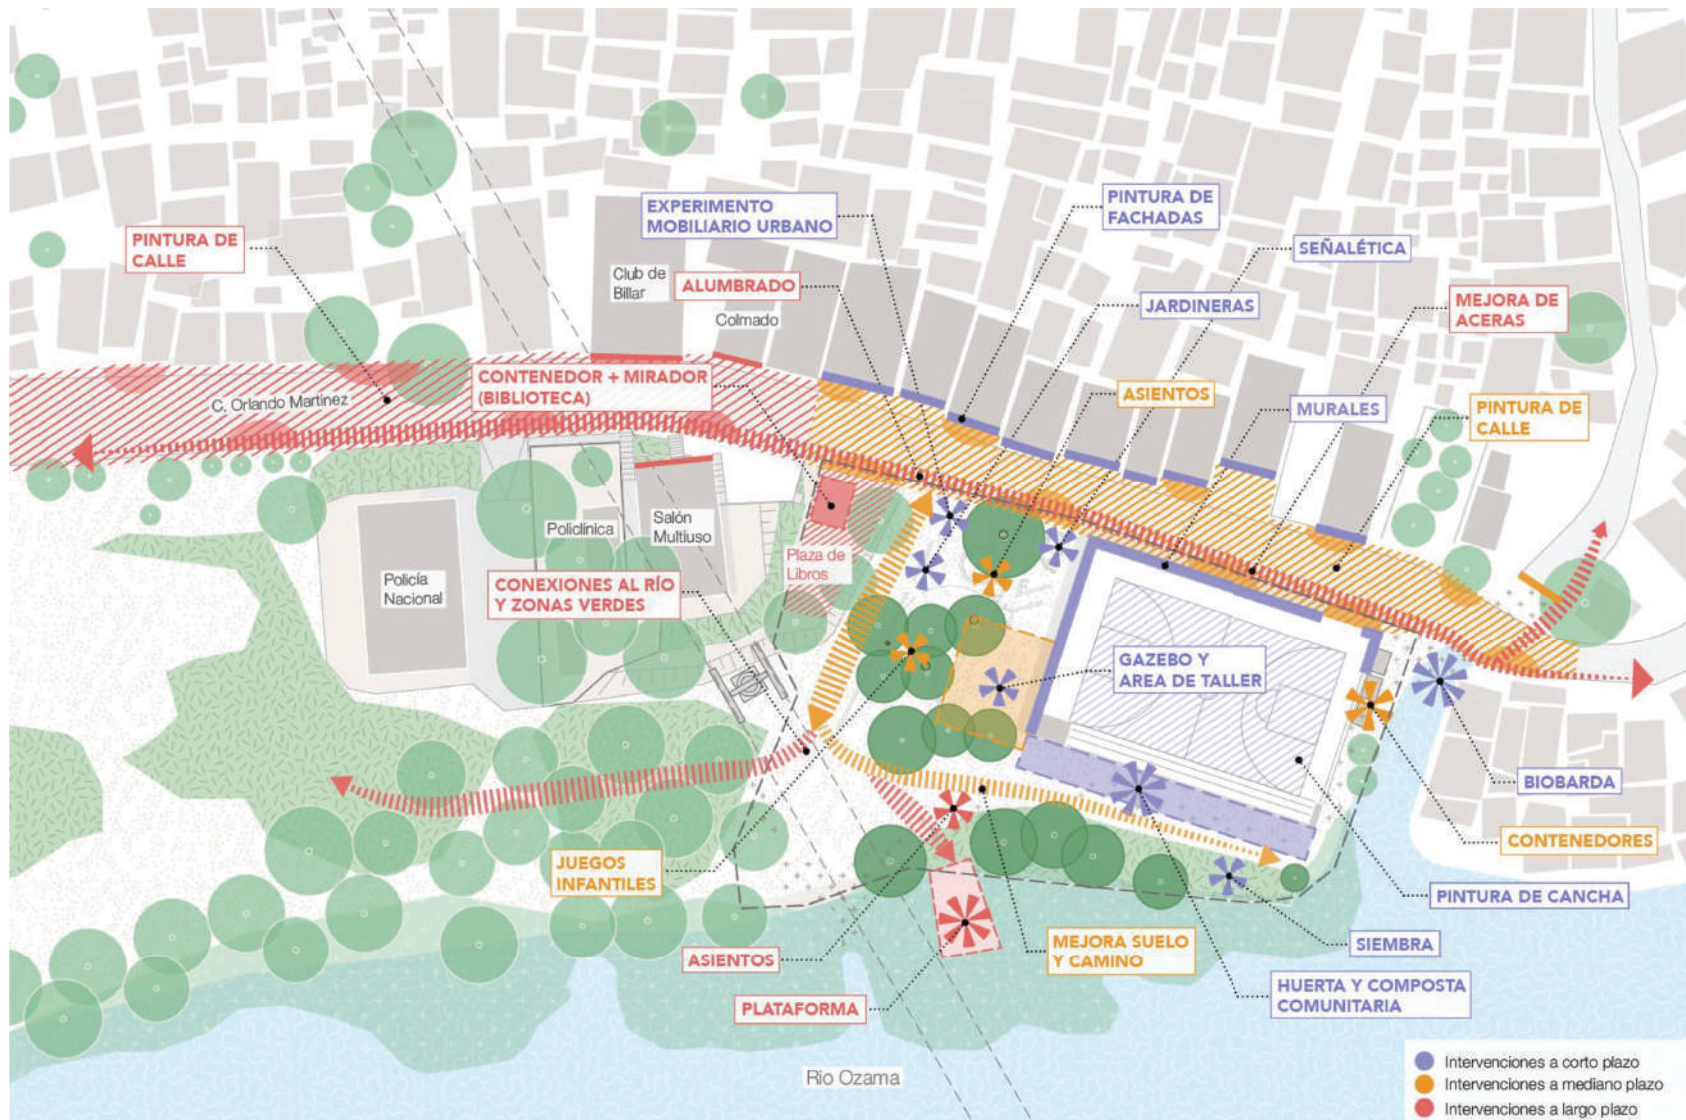 EXPERIMENTO
MOBILIARIO URBANO
PINTURA DE
FACHADAS
SEÑALÉTICA
PINTURA DE
CALLE
Club de
Billar
ALUMBRADO
JARDINERAS
MEJORA DE
ACERAS
Colmado
CONTENEDOR + MIRADOR
(BIBLIOTECA)
C. Orlando Martínez
ASIENTOS
MURALES
PINTURA DE
CALLE
Policlínica
Salón
Multiuso
Plaza de
Libros
Policía
Nacional
CONEXIONES AL RÍO
Y ZONAS VERDES
GAZEBO Y
AREA DE TALLER
BIOBARDA
JUEGOS
INFANTILES
CONTENEDORES
PINTURA DE CANCHA
ASIENTOS
MEJORA SUELO
Y CAMINO
SIEMBRA
PLATAFORMA
HUERTA Y COMPOSTA
COMUNITARIA
Rio Ozama
Intervenciones a corto plazo
Intervenciones a mediano plazo
Intervenciones a largo plazo